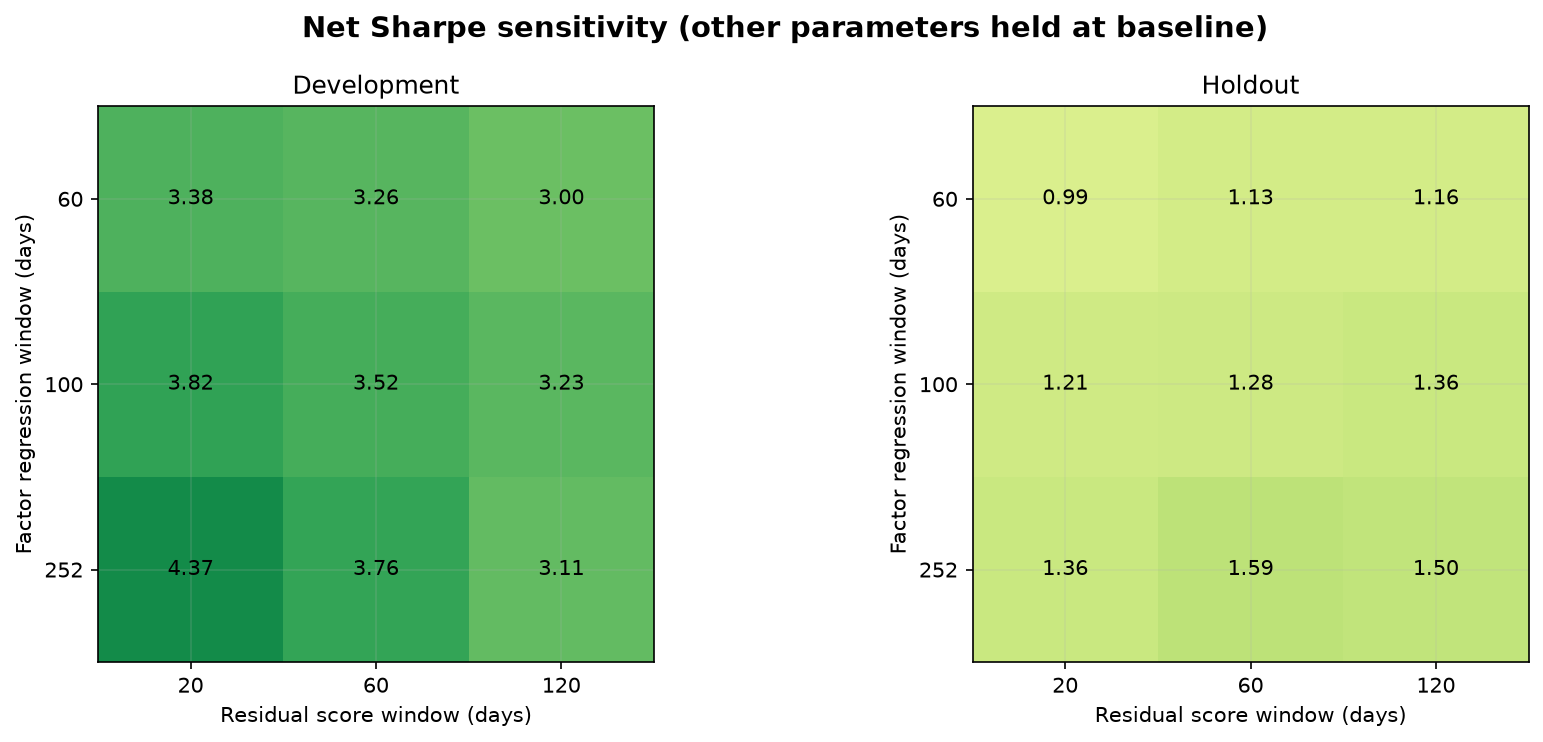 Net Sharpe sensitivity (other parameters held at baseline)
Development
Factor regression window (days)
60
3.38 3.26 3.00
100
3.82 3.52 3.23
252
4.37 3.76 3.11
20 60 120
Residual score window (days)
Holdout
Factor regression window (days)
60
0.99 1.13 1.16
100
1.21 1.28 1.36
252
1.36 1.59 1.50
20 60 120
Residual score window (days)